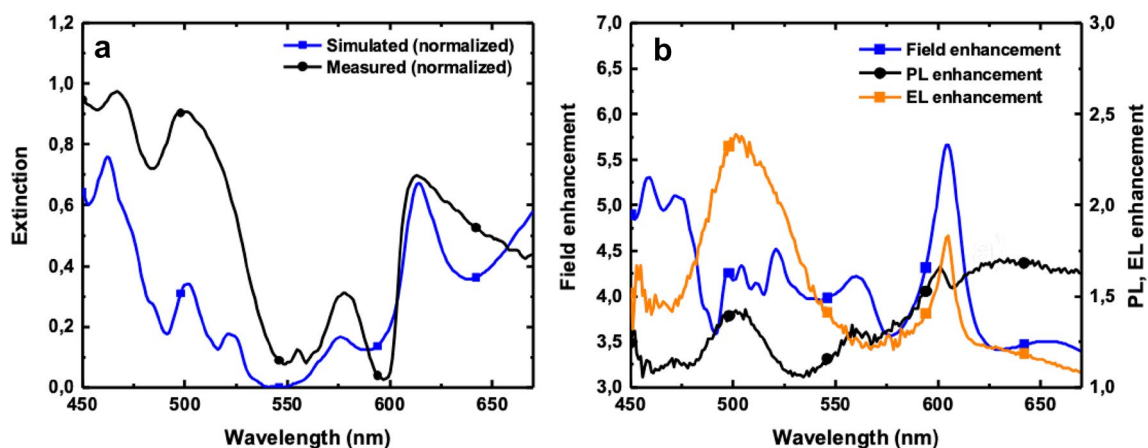 a
Simulated (normalized)
Measured (normalized)
1,2
1,0
0,8
0,6
0,4
0,2
0,0
Extinction
450 500 550 600 650
Wavelength (nm)
b
Field enhancement
PL enhancement
EL enhancement
7,0
6,5
6,0
5,5
5,0
4,5
4,0
3,5
3,0
Field enhancement
3,0
2,5
2,0
1,5
1,0
PL, EL enhancement
450 500 550 600 650
Wavelength (nm)